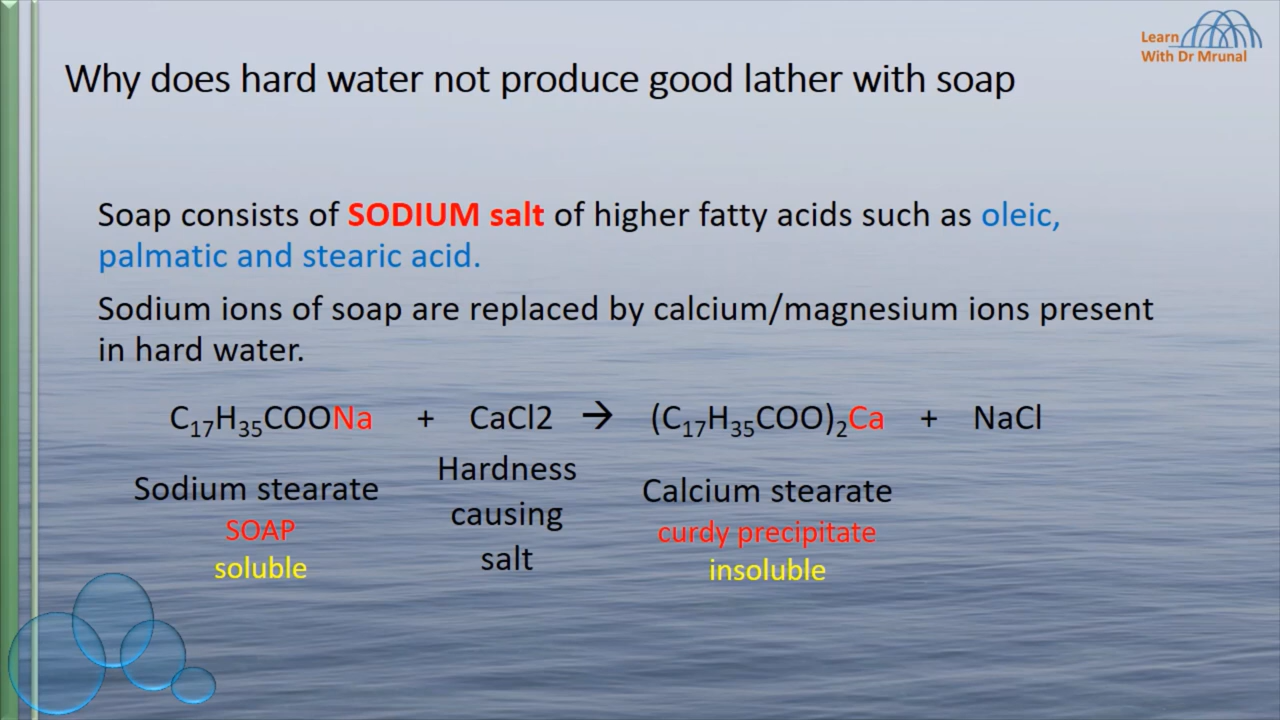 Learn
With Dr Mrunal
Why does hard water not produce good lather with soap
Soap consists of SODIUM salt of higher fatty acids such as oleic,
palmatic and stearic acid.
Sodium ions of soap are replaced by calcium/magnesium ions present
in hard water.
C₁₇H₃₅COONa + CaCl2 → (C₁₇H₃₅COO)₂Ca + NaCl
Sodium stearate
SOAP
soluble
Hardness
causing
salt
Calcium stearate
curdy precipitate
insoluble